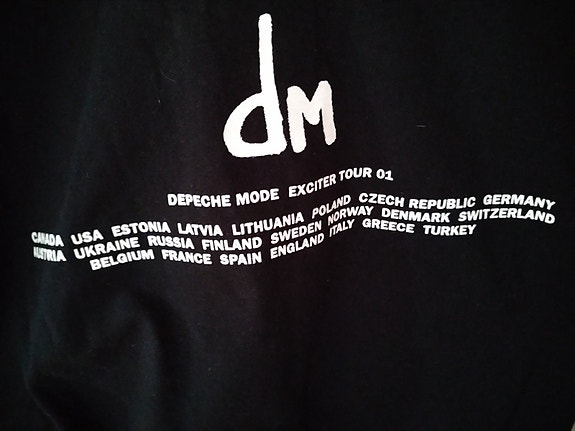 dM
DEPECHE MODE EXCITER TOUR 01
CANADA USA ESTONIA LATVIA LITHUANIA POLAND CZECH REPUBLIC GERMANY
AUSTRIA UKRAINE RUSSIA FINLAND SWEDEN NORWAY DENMARK SWITZERLAND
BELGIUM FRANCE SPAIN ENGLAND ITALY GREECE TURKEY